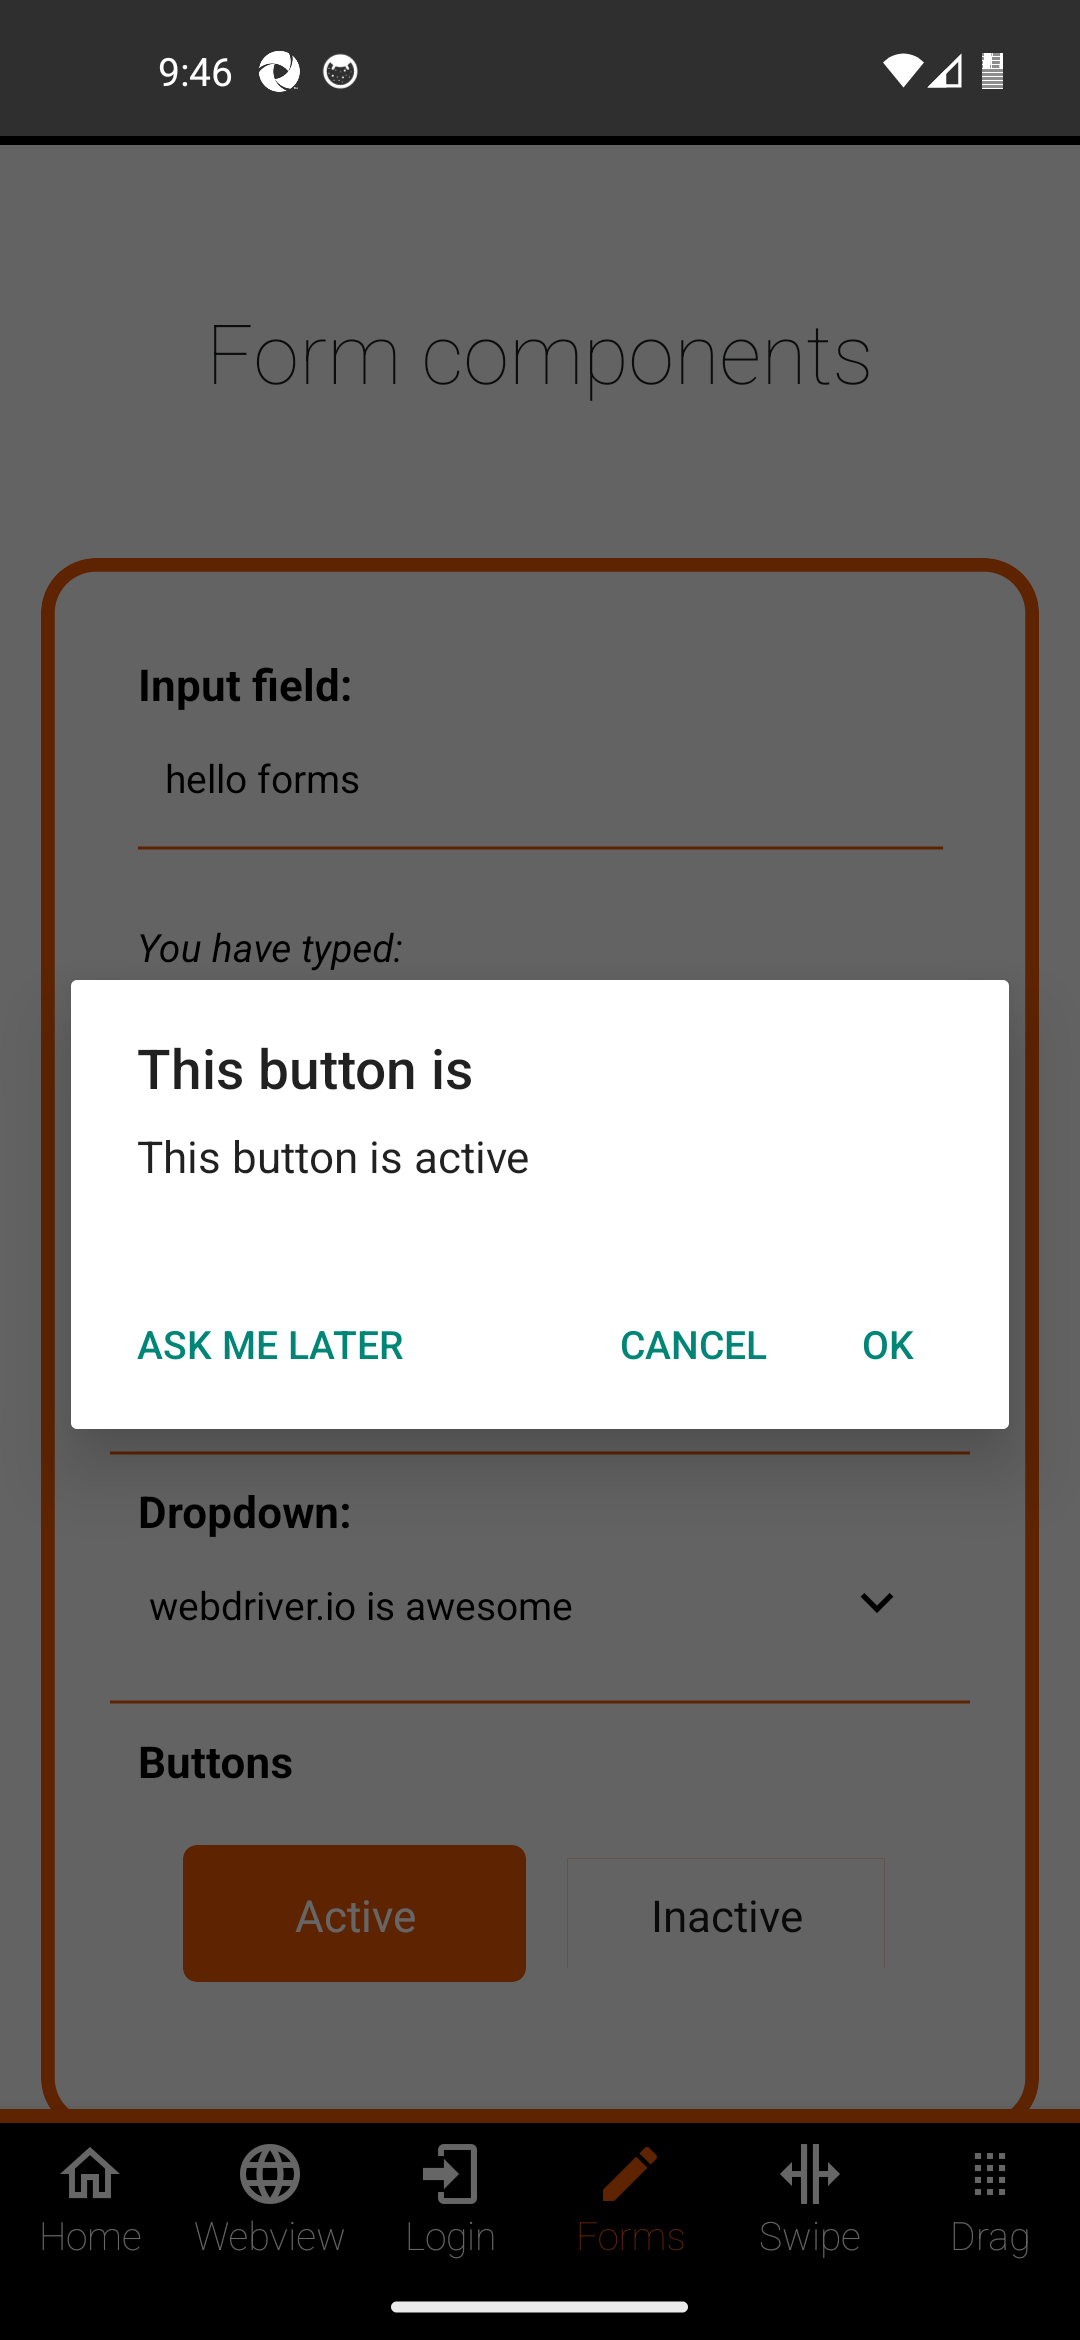 9:46
Form components
Input field:
hello forms
You have typed:
This button is
This button is active
ASK ME LATER CANCEL OK
Dropdown:
webdriver.io is awesome
Buttons
Active Inactive
Home Webview Login Forms Swipe Drag